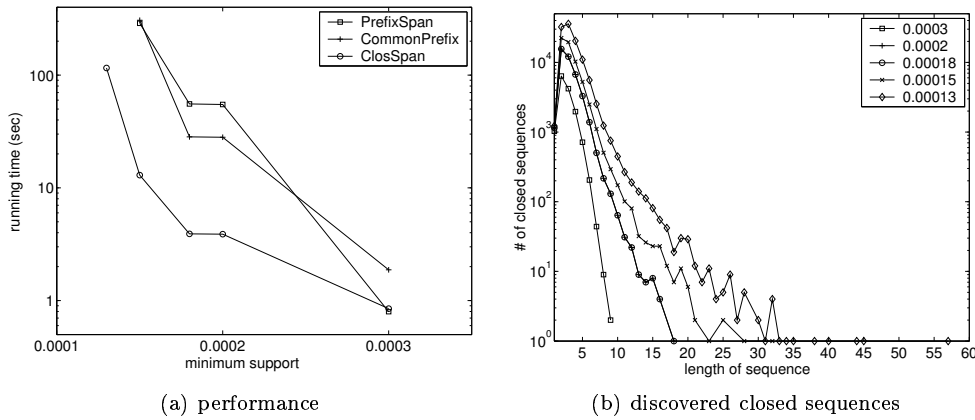 PrefixSpan
CommonPrefix
ClosSpan
running time (sec)
100
10
1
0.0001
0.0002
0.0003
minimum support
(a) performance
0.0003
0.0002
0.00018
0.00015
0.00013
# of closed sequences
10^4
10^3
10^2
10^1
10^0
5 10 15 20 25 30 35 40 45 50 55 60
length of sequence
(b) discovered closed sequences